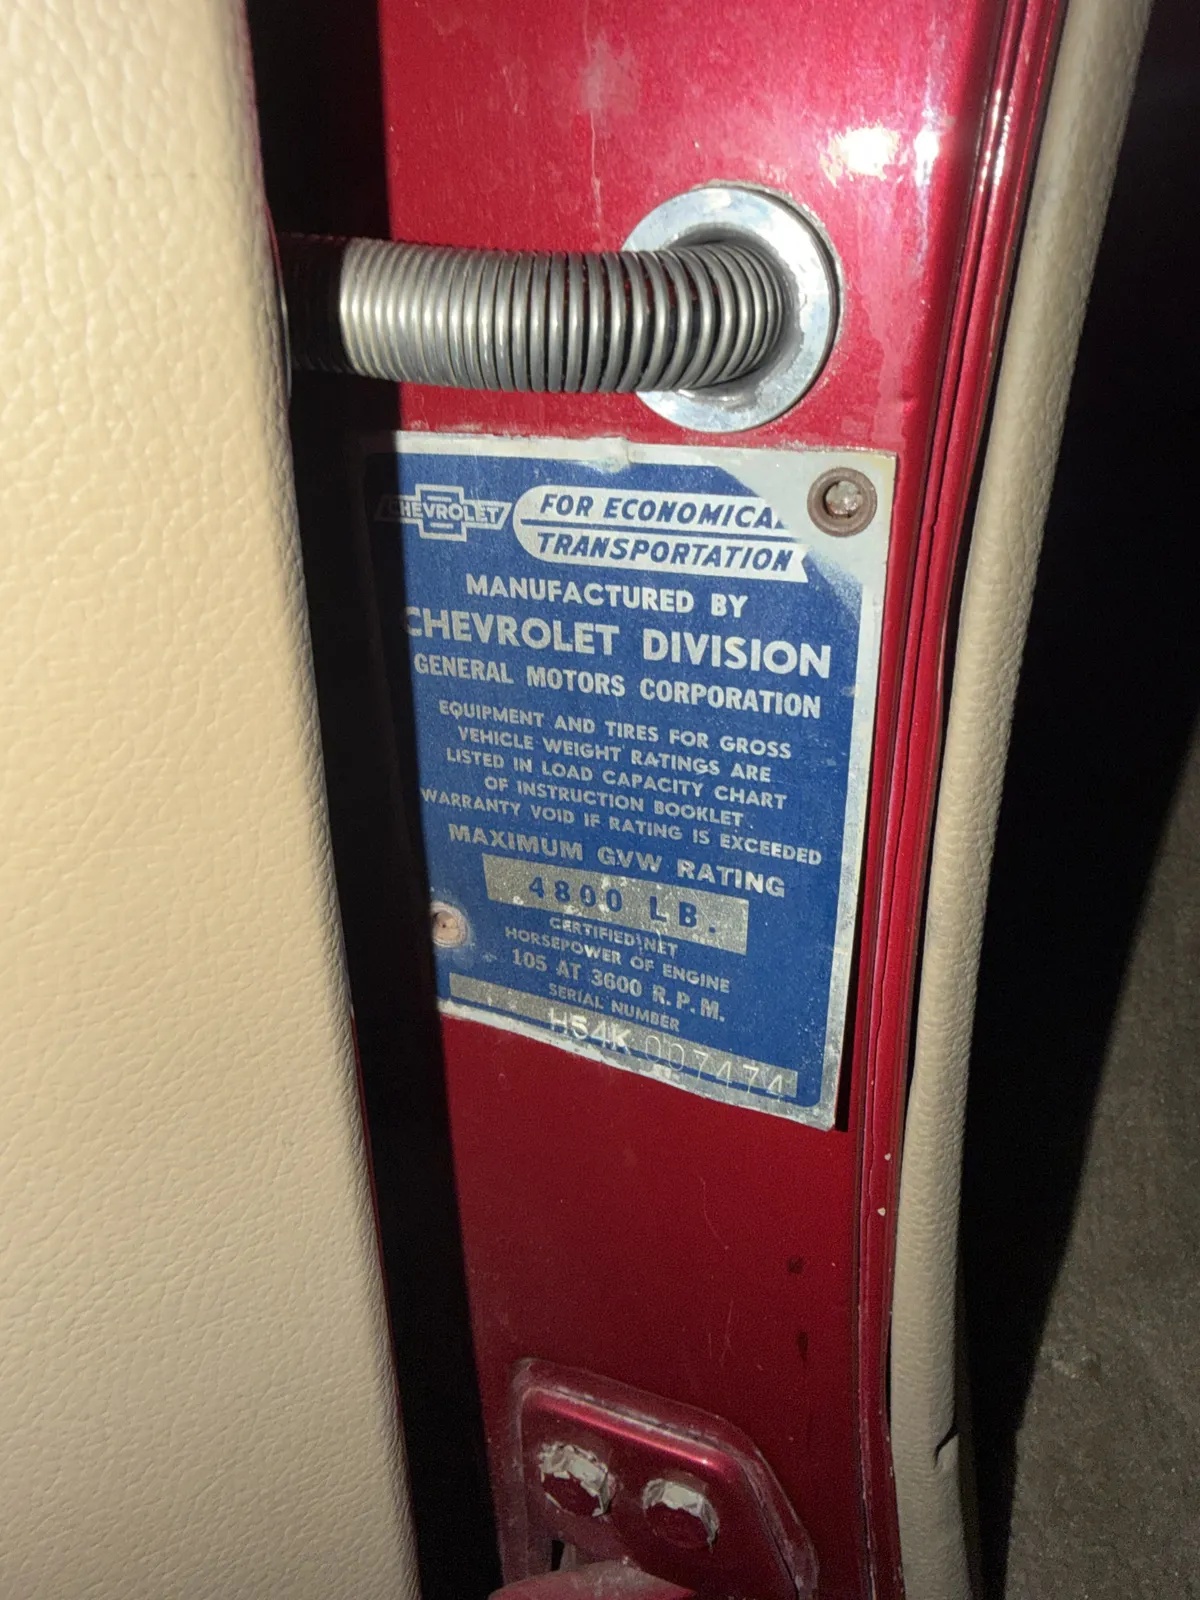 CHEVROLET
FOR ECONOMICAL
TRANSPORTATION
MANUFACTURED BY
CHEVROLET DIVISION
GENERAL MOTORS CORPORATION
EQUIPMENT AND TIRES FOR GROSS
VEHICLE WEIGHT RATINGS ARE
LISTED IN LOAD CAPACITY CHART
OF INSTRUCTION BOOKLET.
WARRANTY VOID IF RATING IS EXCEEDED
MAXIMUM GVW RATING
4800 LB.
CERTIFIED NET
HORSEPOWER OF ENGINE
105 AT 3600 R.P.M.
SERIAL NUMBER
H54K 007474